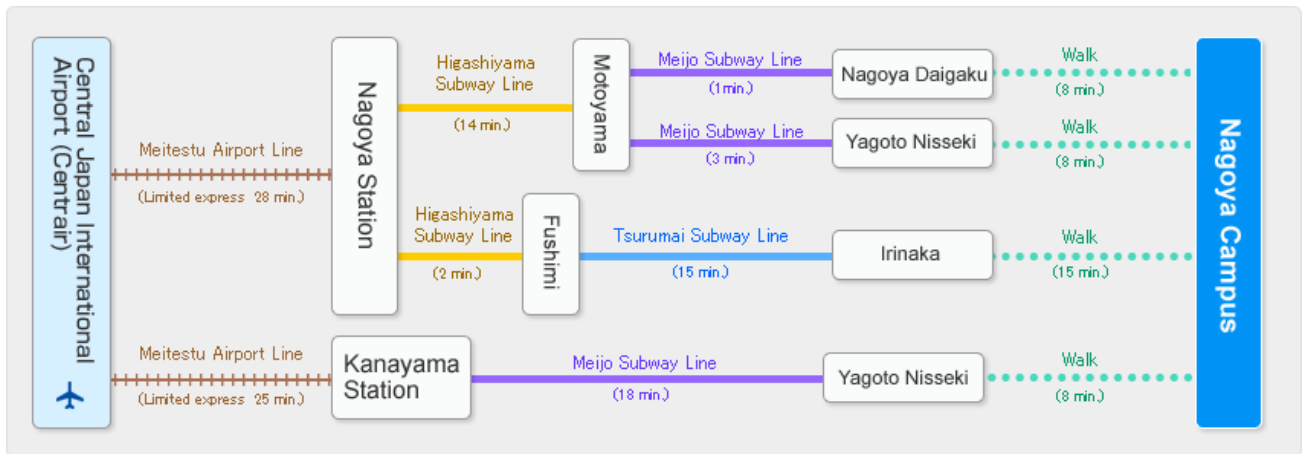 Central Japan International
Airport (Centrair)
Meitestu Airport Line
(Limited express 28 min.)
Nagoya Station
Higashiyama
Subway Line
(14 min.)
Motoyama
Meijo Subway Line
(1min.)
Nagoya Daigaku
Walk
(8 min.)
Meijo Subway Line
(3 min.)
Yagoto Nisseki
Walk
(8 min.)
Higashiyama
Subway Line
(2 min.)
Fushimi
Tsurumai Subway Line
(15 min.)
Irinaka
Walk
(15 min.)
Meitestu Airport Line
(Limited express 25 min.)
Kanayama
Station
Meijo Subway Line
(18 min.)
Yagoto Nisseki
Walk
(8 min.)
Nagoya Campus